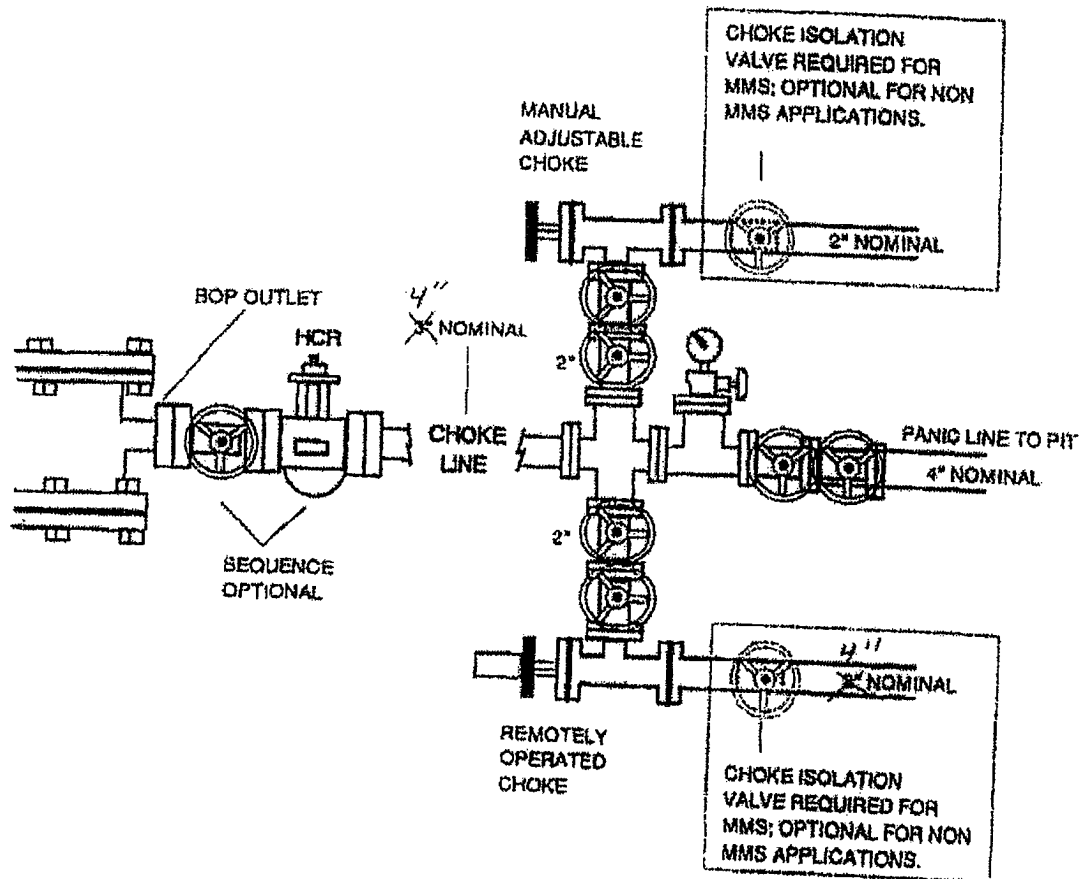 CHOKE ISOLATION
VALVE REQUIRED FOR
MMS; OPTIONAL FOR NON
MMS APPLICATIONS.
MANUAL
ADJUSTABLE
CHOKE
2" NOMINAL
BOP OUTLET
4"
3" NOMINAL
HCR
2"
CHOKE
LINE
PANIC LINE TO PIT
4" NOMINAL
2"
SEQUENCE
OPTIONAL
4"
2" NOMINAL
REMOTELY
OPERATED
CHOKE
CHOKE ISOLATION
VALVE REQUIRED FOR
MMS; OPTIONAL FOR NON
MMS APPLICATIONS.